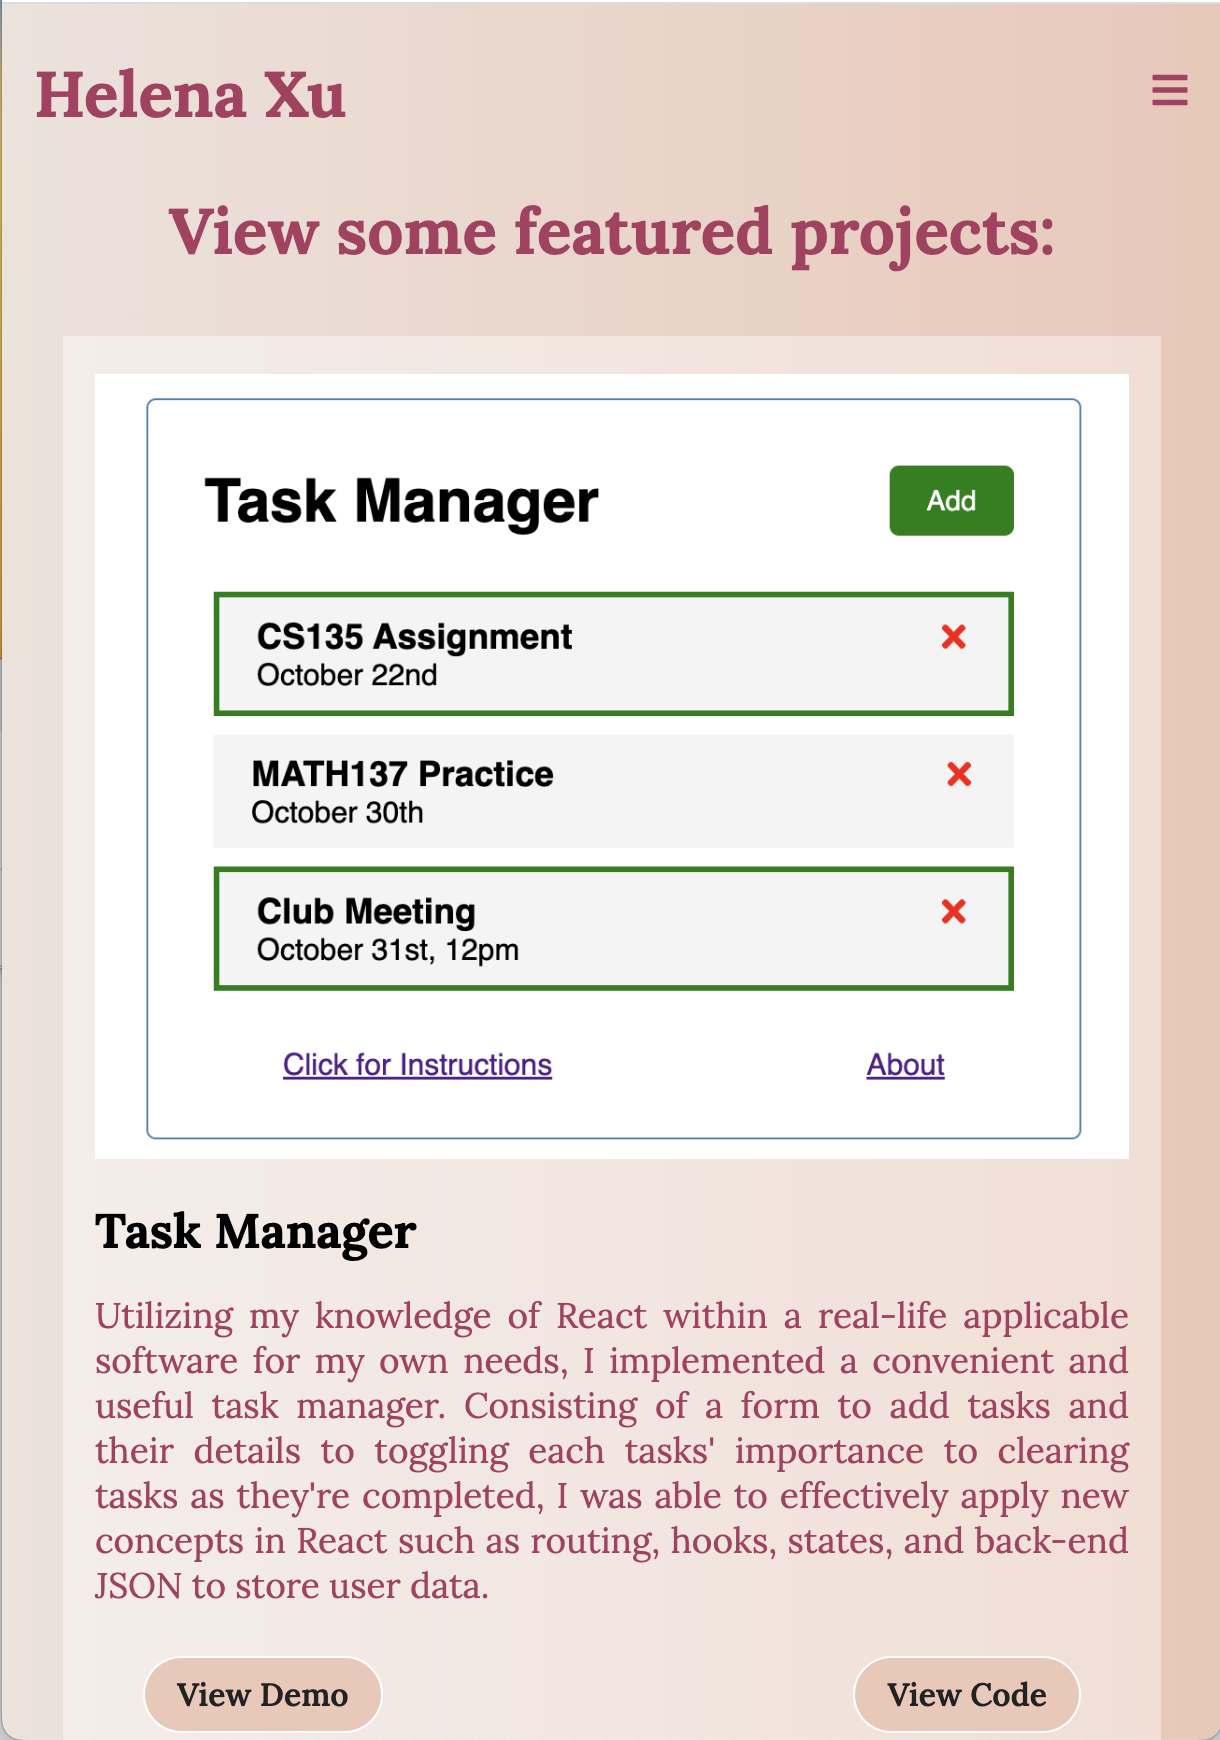 Helena Xu
View some featured projects:
Task Manager
Add
CS135 Assignment
October 22nd
MATH137 Practice
October 30th
Club Meeting
October 31st, 12pm
Click for Instructions
About
Task Manager
Utilizing my knowledge of React within a real-life applicable
software for my own needs, I implemented a convenient and
useful task manager. Consisting of a form to add tasks and
their details to toggling each tasks' importance to clearing
tasks as they're completed, I was able to effectively apply new
concepts in React such as routing, hooks, states, and back-end
JSON to store user data.
View Demo
View Code